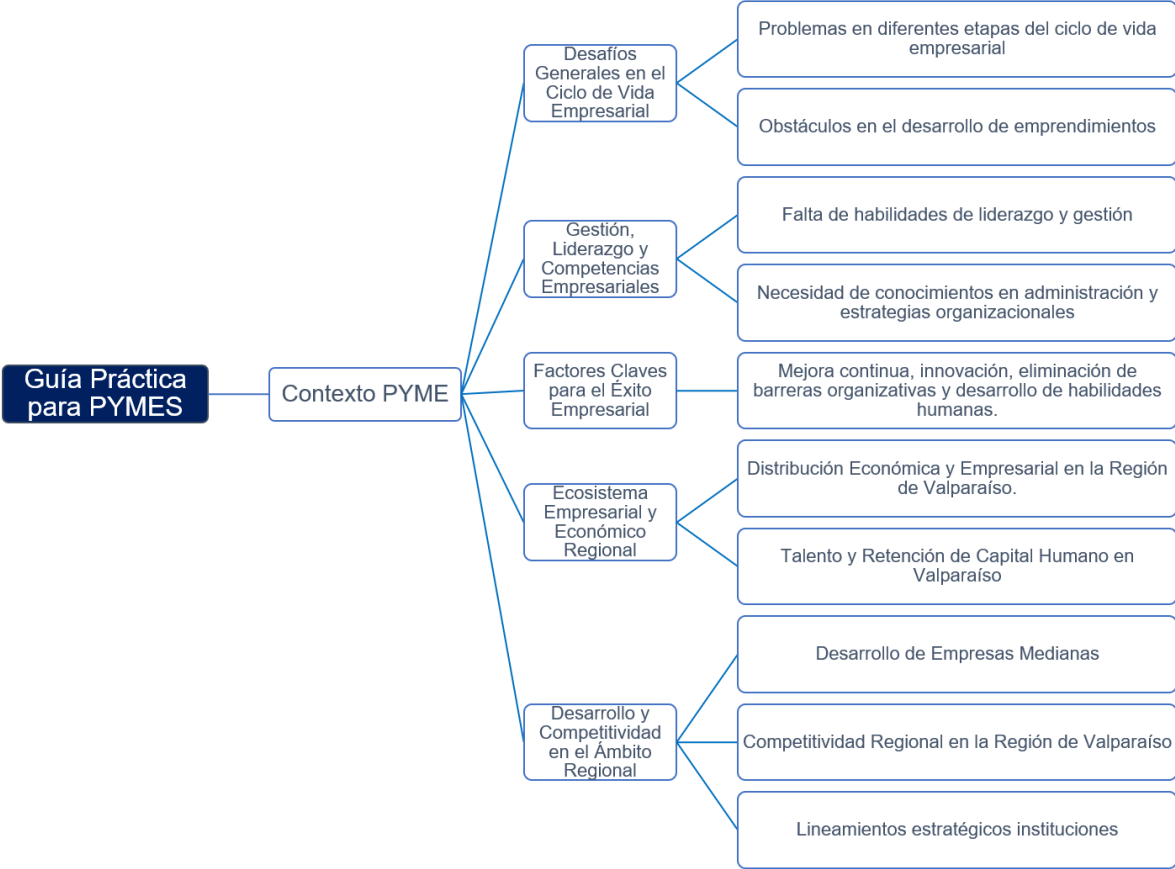 Guía Práctica
para PYMES
Contexto PYME
Desafíos
Generales en el
Ciclo de Vida
Empresarial
Problemas en diferentes etapas del ciclo de vida
empresarial
Obstáculos en el desarrollo de emprendimientos
Gestión,
Liderazgo y
Competencias
Empresariales
Falta de habilidades de liderazgo y gestión
Necesidad de conocimientos en administración y
estrategias organizacionales
Factores Claves
para el Éxito
Empresarial
Mejora continua, innovación, eliminación de
barreras organizativas y desarrollo de habilidades
humanas.
Ecosistema
Empresarial y
Económico
Regional
Distribución Económica y Empresarial en la Región
de Valparaíso.
Talento y Retención de Capital Humano en
Valparaíso
Desarrollo y
Competitividad
en el Ámbito
Regional
Desarrollo de Empresas Medianas
Competitividad Regional en la Región de Valparaíso
Lineamientos estratégicos instituciones